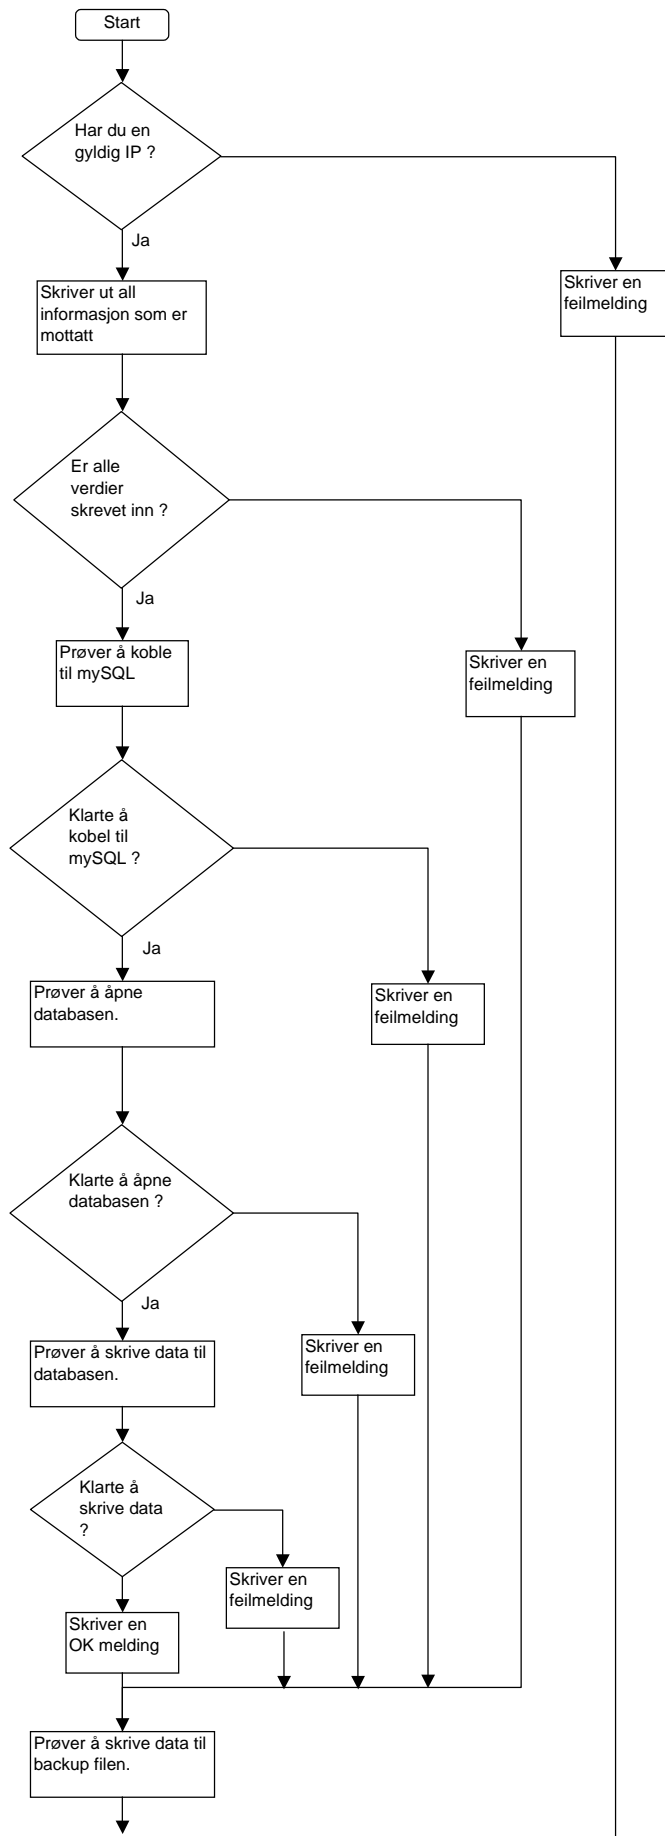 Start
Har du en
gyldig IP ?
Ja
Skriver ut all
informasjon som er
mottatt
Skriver en
feilmelding
Er alle
verdier
skrevet inn ?
Ja
Prøver å koble
til mySQL
Skriver en
feilmelding
Klarte å
kobel til
mySQL ?
Ja
Prøver å åpne
databasen.
Skriver en
feilmelding
Klarte å åpne
databasen ?
Ja
Prøver å skrive data til
databasen.
Skriver en
feilmelding
Klarte å
skrive data
?
Skriver en
feilmelding
Skriver en
OK melding
Prøver å skrive data til
backup filen.